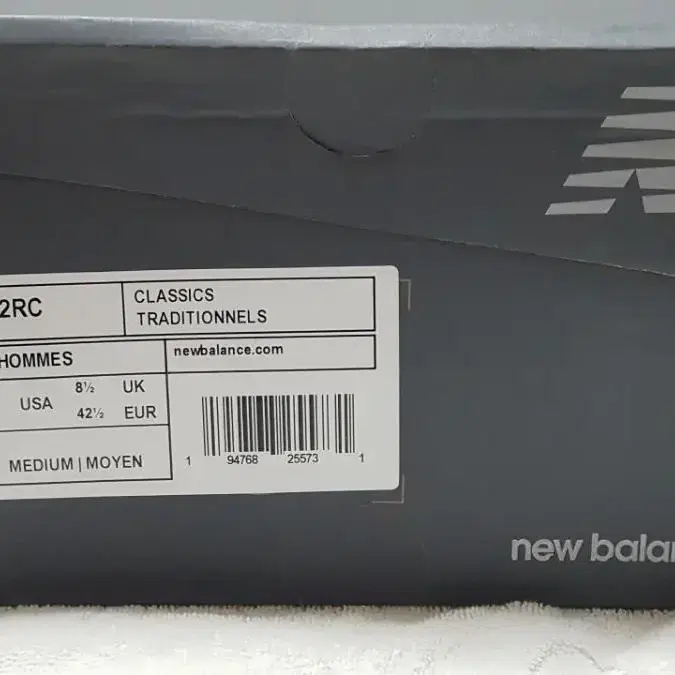 2RC
CLASSICS
TRADITIONNELS
HOMMES
newbalance.com
USA
8½ UK
42½ EUR
MEDIUM | MOYEN
1 94768 25573 1
new balan